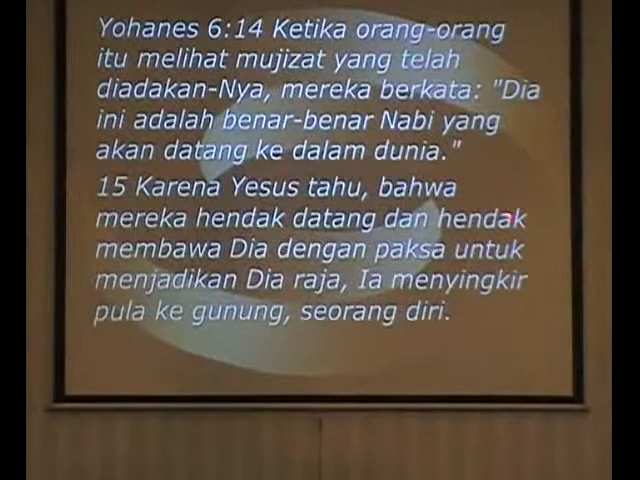 Yohanes 6:14 Ketika orang-orang
itu melihat mujizat yang telah
diadakan-Nya, mereka berkata: "Dia
ini adalah benar-benar Nabi yang
akan datang ke dalam dunia."
15 Karena Yesus tahu, bahwa
mereka hendak datang dan hendak
membawa Dia dengan paksa untuk
menjadikan Dia raja, Ia menyingkir
pula ke gunung, seorang diri.